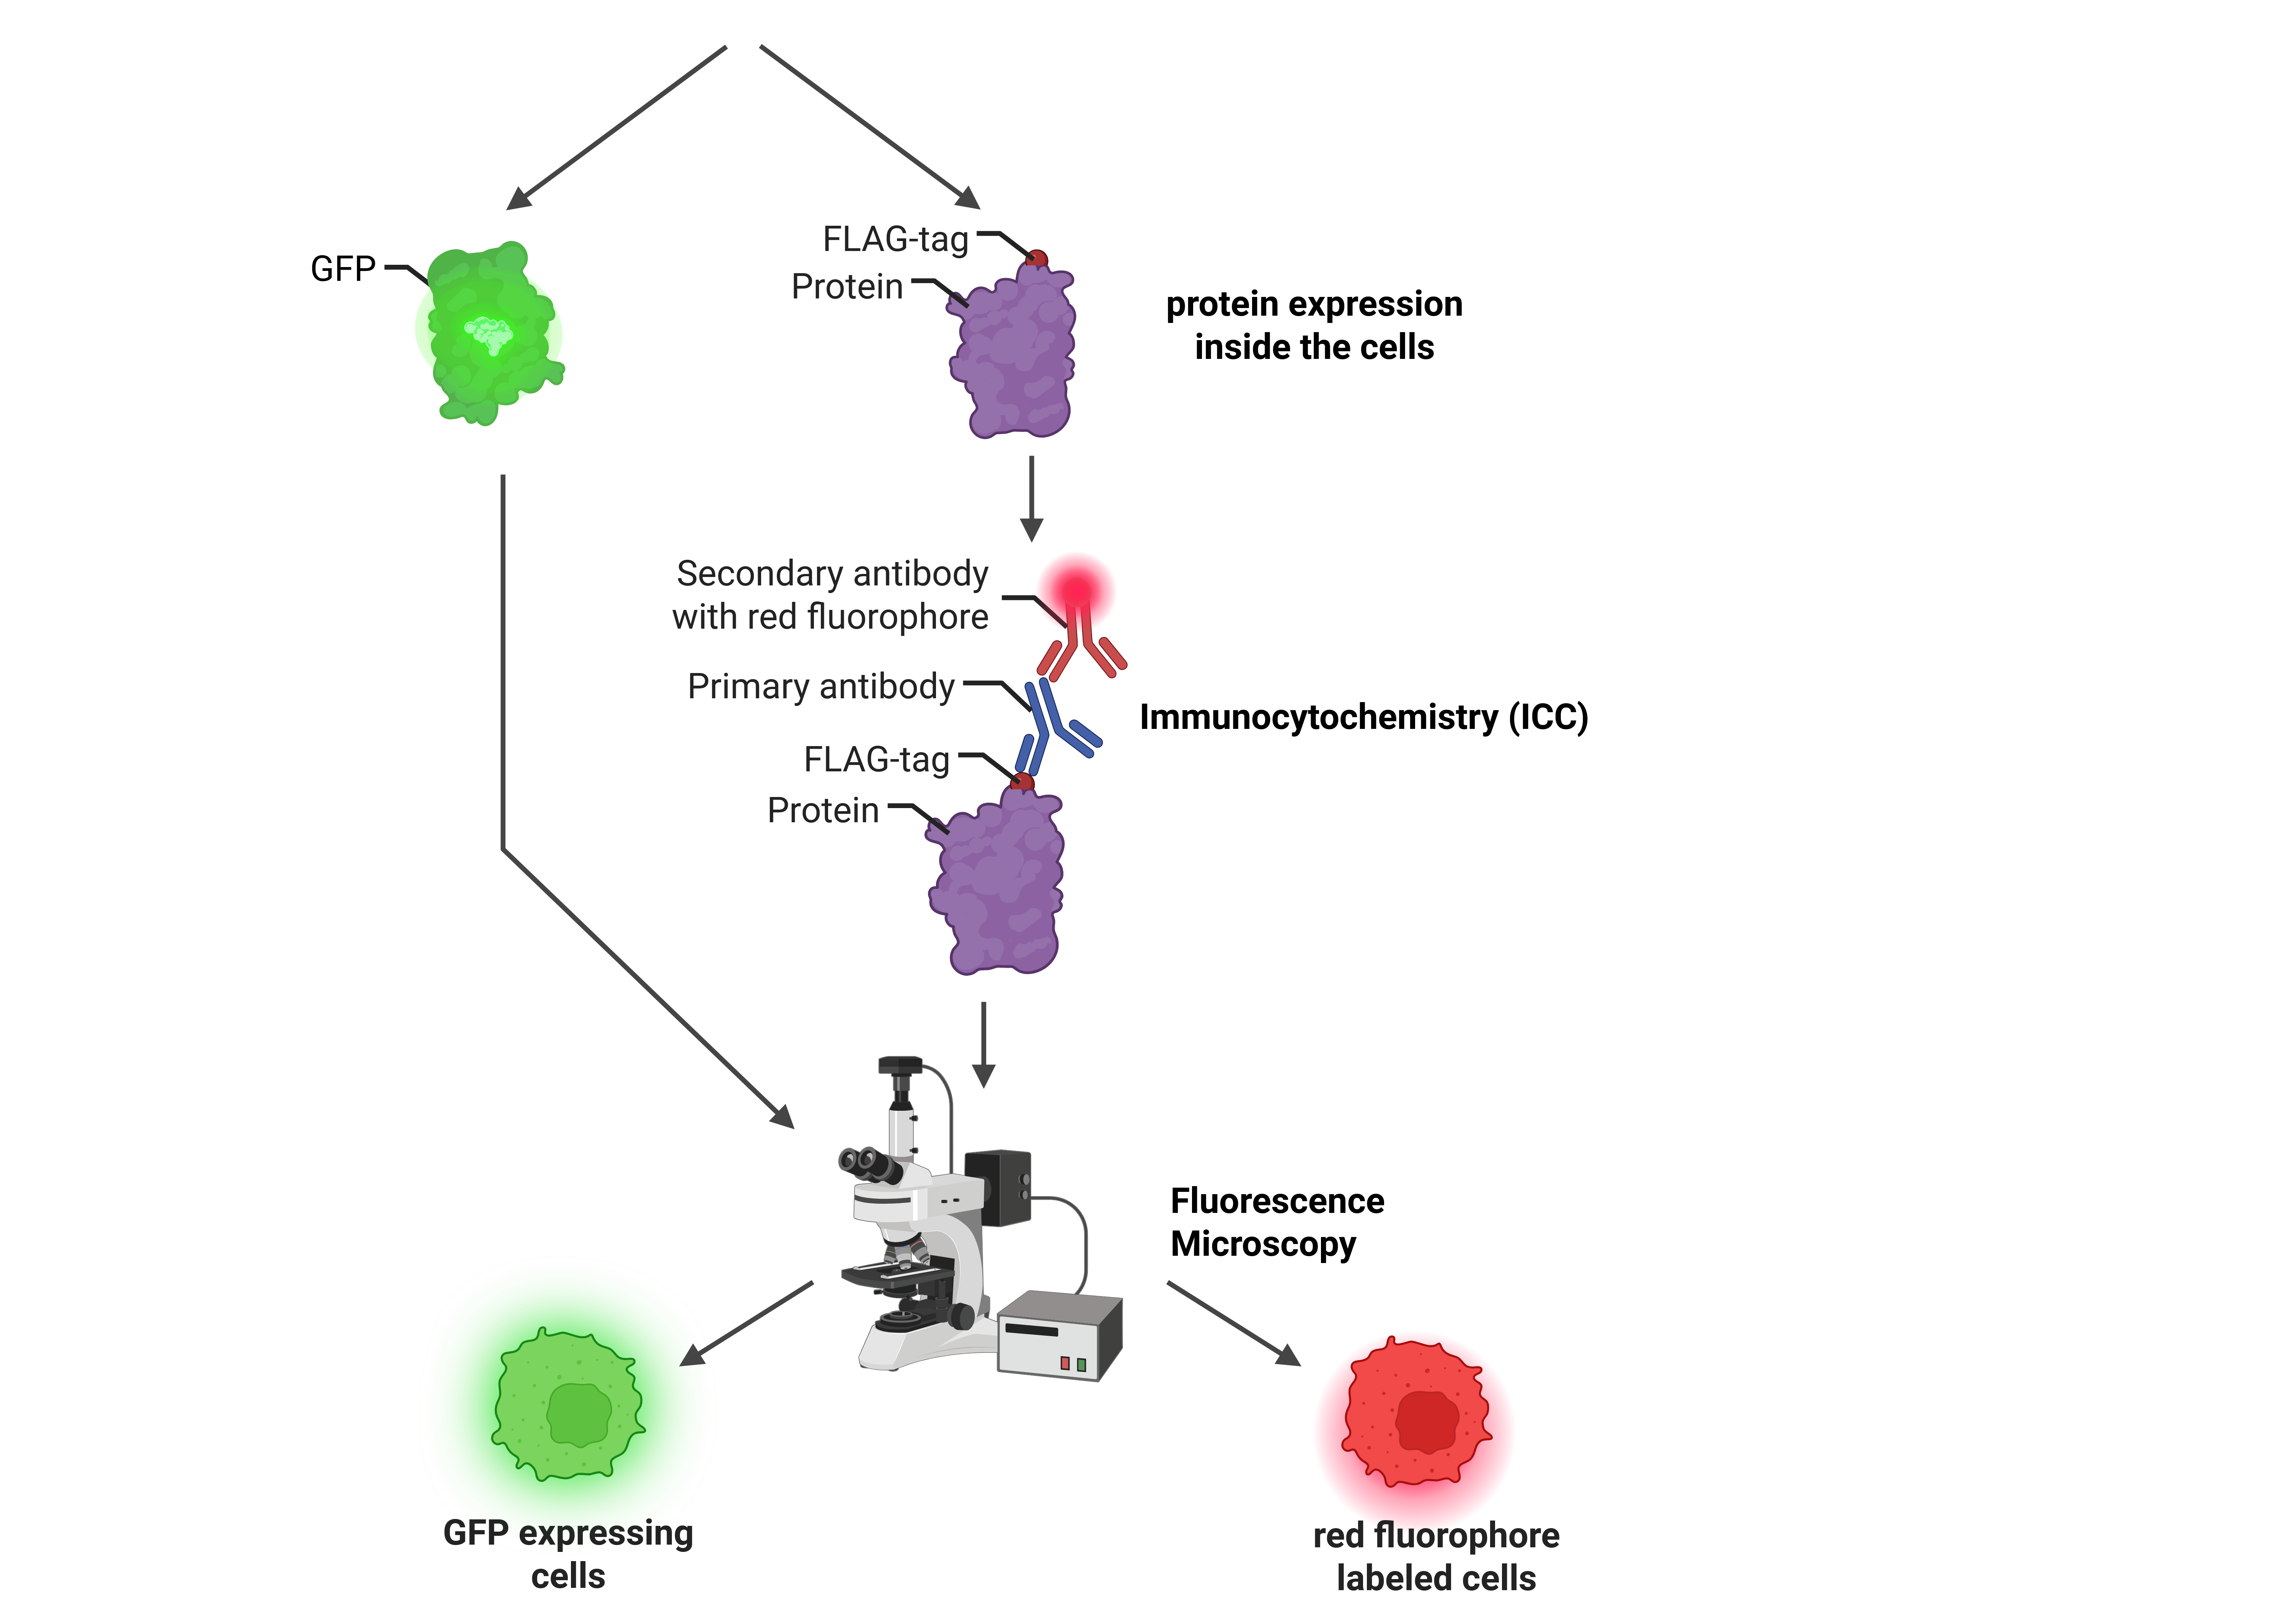 GFP
FLAG-tag
Protein
protein expression
inside the cells
Secondary antibody
with red fluorophore
Primary antibody
Immunocytochemistry (ICC)
FLAG-tag
Protein
Fluorescence
Microscopy
GFP expressing
cells
red fluorophore
labeled cells